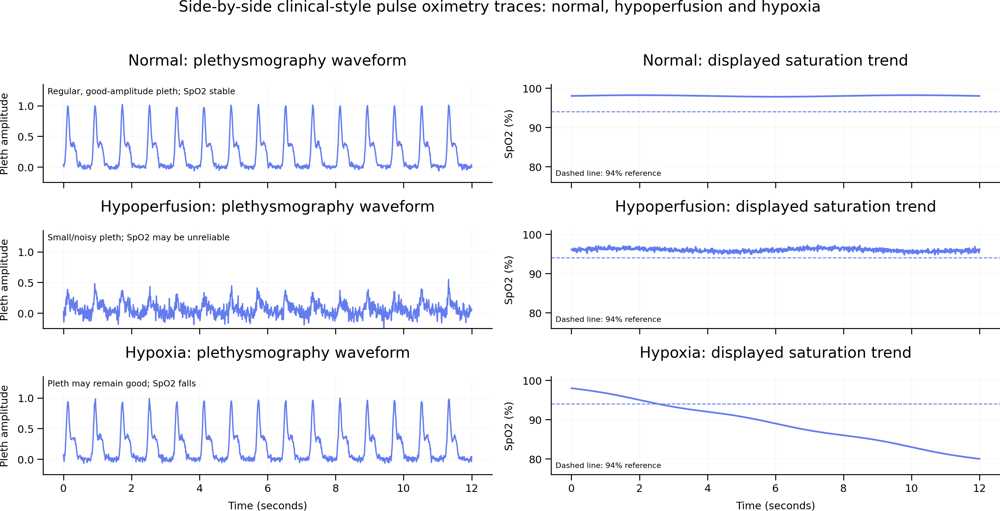 Side-by-side clinical-style pulse oximetry traces: normal, hypoperfusion and hypoxia
Normal: plethysmography waveform
Regular, good-amplitude pleth; SpO2 stable
Pleth amplitude
1.0
0.5
0.0
Normal: displayed saturation trend
SpO2 (%)
100
90
80
Dashed line: 94% reference
Hypoperfusion: plethysmography waveform
Small/noisy pleth; SpO2 may be unreliable
Pleth amplitude
1.0
0.5
0.0
Hypoperfusion: displayed saturation trend
SpO2 (%)
100
90
80
Dashed line: 94% reference
Hypoxia: plethysmography waveform
Pleth may remain good; SpO2 falls
Pleth amplitude
1.0
0.5
0.0
0 2 4 6 8 10 12
Time (seconds)
Hypoxia: displayed saturation trend
SpO2 (%)
100
90
80
Dashed line: 94% reference
0 2 4 6 8 10 12
Time (seconds)